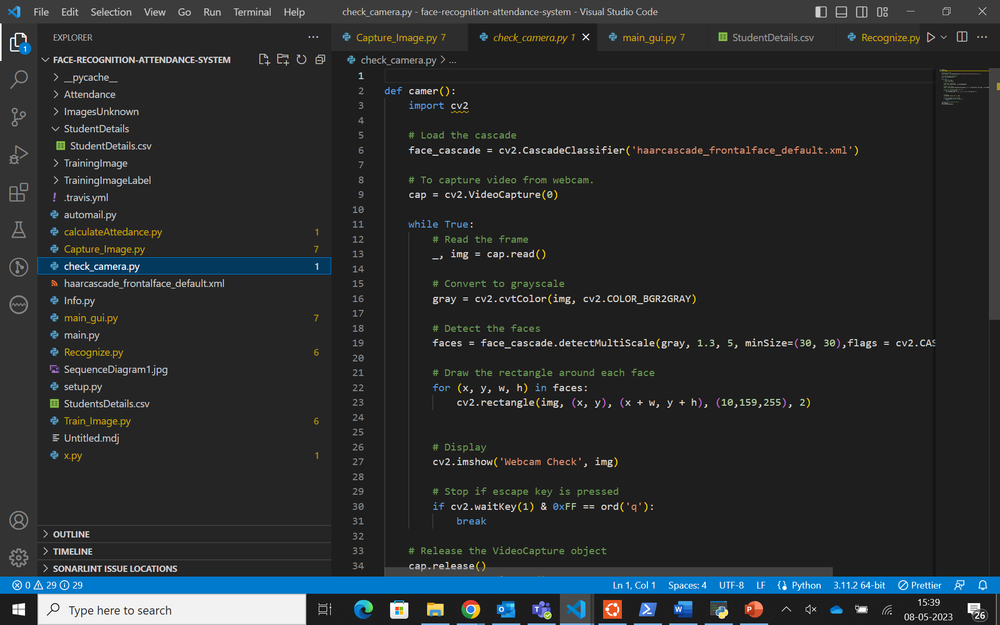 File Edit Selection View Go Run Terminal Help
check_camera.py - face-recognition-attendance-system - Visual Studio Code
EXPLORER
1
FACE-RECOGNITION-ATTENDANCE-SYSTEM
__pycache__
Attendance
ImagesUnknown
StudentDetails
StudentDetails.csv
TrainingImage
TrainingImageLabel
.travis.yml
automail.py
calculateAttedance.py 1
Capture_Image.py 7
check_camera.py 1
haarcascade_frontalface_default.xml
Info.py
main_gui.py 7
main.py
Recognize.py 6
SequenceDiagram1.jpg
setup.py
StudentsDetails.csv
Train_Image.py 6
Untitled.mdj
x.py 1
OUTLINE
TIMELINE
SONARLINT ISSUE LOCATIONS
Capture_Image.py 7
check_camera.py 1
main_gui.py 7
StudentDetails.csv
Recognize.py
check_camera.py > ...
1
2 def camer():
3 import cv2
4
5 # Load the cascade
6 face_cascade = cv2.CascadeClassifier('haarcascade_frontalface_default.xml')
7
8 # To capture video from webcam.
9 cap = cv2.VideoCapture(0)
10
11 while True:
12 # Read the frame
13 _, img = cap.read()
14
15 # Convert to grayscale
16 gray = cv2.cvtColor(img, cv2.COLOR_BGR2GRAY)
17
18 # Detect the faces
19 faces = face_cascade.detectMultiScale(gray, 1.3, 5, minSize=(30, 30),flags = cv2.CAS
20
21 # Draw the rectangle around each face
22 for (x, y, w, h) in faces:
23 cv2.rectangle(img, (x, y), (x + w, y + h), (10,159,255), 2)
24
25
26 # Display
27 cv2.imshow('Webcam Check', img)
28
29 # Stop if escape key is pressed
30 if cv2.waitKey(1) & 0xFF == ord('q'):
31 break
32
33 # Release the VideoCapture object
34 cap.release()
0 29 29
Ln 1, Col 1 Spaces: 4 UTF-8 LF Python 3.11.2 64-bit Prettier
Type here to search
15:39
08-05-2023
26